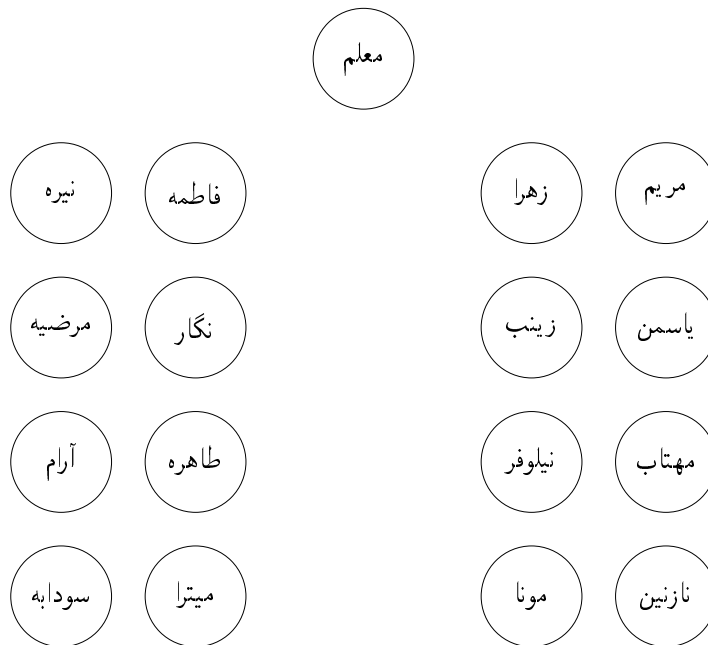 معلم
مریم زهرا فاطمه نیره
یاسمن زینب نگار مرضیه
مهتاب نیلوفر طاهره آرام
نازنین مونا میترا سودابه